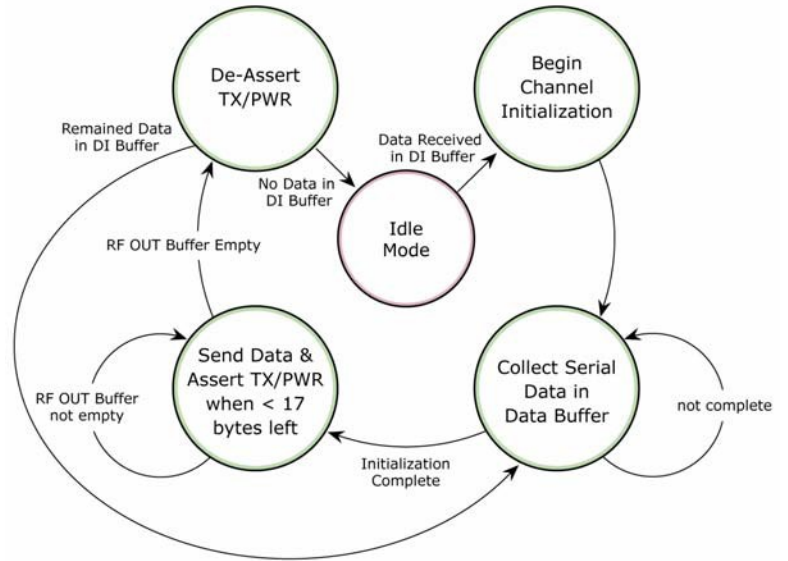 De-Assert
TX/PWR
Begin
Channel
Initialization
Remained Data
in DI Buffer
Data Received
in DI Buffer
No Data in
DI Buffer
Idle
Mode
RF OUT Buffer Empty
Send Data &
Assert TX/PWR
when < 17
bytes left
Collect Serial
Data in
Data Buffer
RF OUT Buffer
not empty
not complete
Initialization
Complete